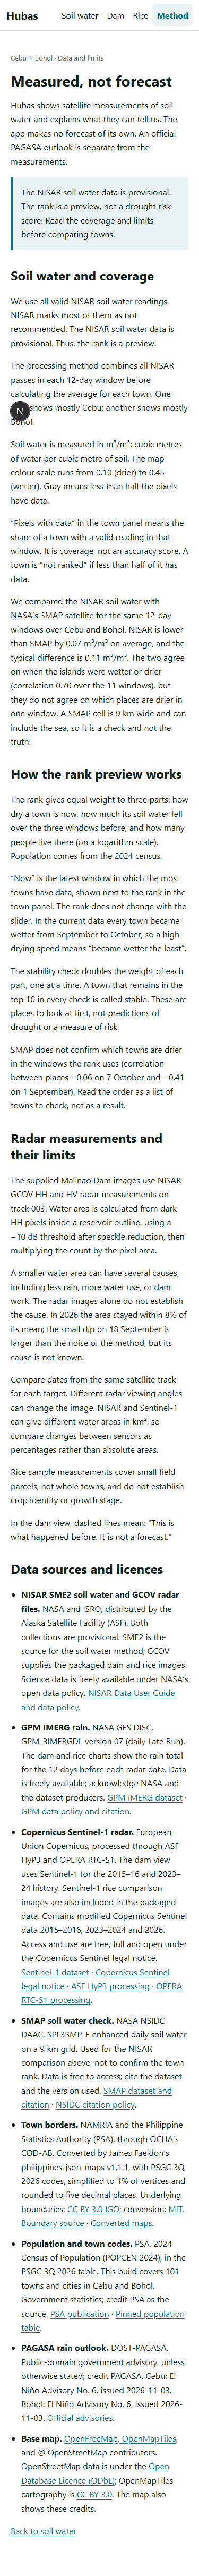 Hubas
Soil water
Dam
Rice
Method
Cebu + Bohol · Data and limits
Measured, not forecast
Hubas shows satellite measurements of soil
water and explains what they can tell us. The
app makes no forecast of its own. An official
PAGASA outlook is separate from the
measurements.
The NISAR soil water data is provisional.
The rank is a preview, not a drought risk
score. Read the coverage and limits
before comparing towns.
Soil water and coverage
We use all valid NISAR soil water readings.
NISAR marks most of them as not
recommended. The NISAR soil water data is
provisional. Thus, the rank is a preview.
The processing method combines all NISAR
passes in each 12-day window before
calculating the average for each town. One
N shows mostly Cebu; another shows mostly
Bohol.
Soil water is measured in m³/m³: cubic metres
of water per cubic metre of soil. The map
colour scale runs from 0.10 (drier) to 0.45
(wetter). Gray means less than half the pixels
have data.
“Pixels with data” in the town panel means the
share of a town with a valid reading in that
window. It is coverage, not an accuracy score. A
town is “not ranked” if less than half of it has
data.
We compared the NISAR soil water with
NASA’s SMAP satellite for the same 12-day
windows over Cebu and Bohol. NISAR is lower
than SMAP by 0.07 m³/m³ on average, and the
typical difference is 0.11 m³/m³. The two agree
on when the islands were wetter or drier
(correlation 0.70 over the 11 windows), but
they do not agree on which places are drier in
one window. A SMAP cell is 9 km wide and can
include the sea, so it is a check and not the
truth.
How the rank preview works
The rank gives equal weight to three parts: how
dry a town is now, how much its soil water fell
over the three windows before, and how many
people live there (on a logarithm scale).
Population comes from the 2024 census.
“Now” is the latest window in which the most
towns have data, shown next to the rank in the
town panel. The rank does not change with the
slider. In the current data every town became
wetter from September to October, so a high
drying speed means “became wetter the least”.
The stability check doubles the weight of each
part, one at a time. A town that remains in the
top 10 in every check is called stable. These are
places to look at first, not predictions of
drought or a measure of risk.
SMAP does not confirm which towns are drier
in the windows the rank uses (correlation
between places −0.06 on 7 October and −0.41
on 1 September). Read the order as a list of
towns to check, not as a result.
Radar measurements and
their limits
The supplied Malinao Dam images use NISAR
GCOV HH and HV radar measurements on
track 003. Water area is calculated from dark
HH pixels inside a reservoir outline, using a
−10 dB threshold after speckle reduction, then
multiplying the count by the pixel area.
A smaller water area can have several causes,
including less rain, more water use, or dam
work. The radar images alone do not establish
the cause. In 2026 the area stayed within 8% of
its mean; the small dip on 18 September is
larger than the noise of the method, but its
cause is not known.
Compare dates from the same satellite track
for each target. Different radar viewing angles
can change the image. NISAR and Sentinel-1
can give different water areas in km², so
compare changes between sensors as
percentages rather than absolute areas.
Rice sample measurements cover small field
parcels, not whole towns, and do not establish
crop identity or growth stage.
In the dam view, dashed lines mean: “This is
what happened before. It is not a forecast.”
Data sources and licences
• NISAR SME2 soil water and GCOV radar
files. NASA and ISRO, distributed by the
Alaska Satellite Facility (ASF). Both
collections are provisional. SME2 is the
source for the soil water method; GCOV
supplies the packaged dam and rice images.
Science data is freely available under NASA’s
open data policy. NISAR Data User Guide
and data policy.
• GPM IMERG rain. NASA GES DISC,
GPM_3IMERGDL version 07 (daily Late Run).
The dam and rice charts show the rain total
for the 12 days before each radar date. Data
is freely available; acknowledge NASA and
the dataset producers. GPM IMERG dataset ·
GPM data policy and citation.
• Copernicus Sentinel-1 radar. European
Union Copernicus, processed through ASF
HyP3 and OPERA RTC-S1. The dam view
uses Sentinel-1 for the 2015–16 and 2023–
24 history. Sentinel-1 rice comparison
images are also included in the packaged
data. Contains modified Copernicus Sentinel
data 2015–2016, 2023–2024 and 2026.
Access and use are free, full and open under
the Copernicus Sentinel legal notice.
Sentinel-1 dataset · Copernicus Sentinel
legal notice · ASF HyP3 processing · OPERA
RTC-S1 processing.
• SMAP soil water check. NASA NSIDC
DAAC, SPL3SMP_E enhanced daily soil water
on a 9 km grid. Used for the NISAR
comparison above, not to confirm the town
rank. Data is free to access; cite the dataset
and the version used. SMAP dataset and
citation · NSIDC citation policy.
• Town borders. NAMRIA and the Philippine
Statistics Authority (PSA), through OCHA’s
COD-AB. Converted by James Faeldon’s
philippines-json-maps v1.1.1, with PSGC 3Q
2026 codes, simplified to 1% of vertices and
rounded to five decimal places. Underlying
boundaries: CC BY 3.0 IGO; conversion: MIT.
Boundary source · Converted maps.
• Population and town codes. PSA, 2024
Census of Population (POPCEN 2024), in the
PSGC 3Q 2026 table. This build covers 101
towns and cities in Cebu and Bohol.
Government statistics; credit PSA as the
source. PSA publication · Pinned population
table.
• PAGASA rain outlook. DOST-PAGASA.
Public-domain government advisory, unless
otherwise stated; credit PAGASA. Cebu: El
Niño Advisory No. 6, issued 2026-11-03.
Bohol: El Niño Advisory No. 6, issued 2026-
11-03. Official advisories.
• Base map. OpenFreeMap, OpenMapTiles,
and © OpenStreetMap contributors.
OpenStreetMap data is under the Open
Database Licence (ODbL); OpenMapTiles
cartography is CC BY 3.0. The map also
shows these credits.
Back to soil water